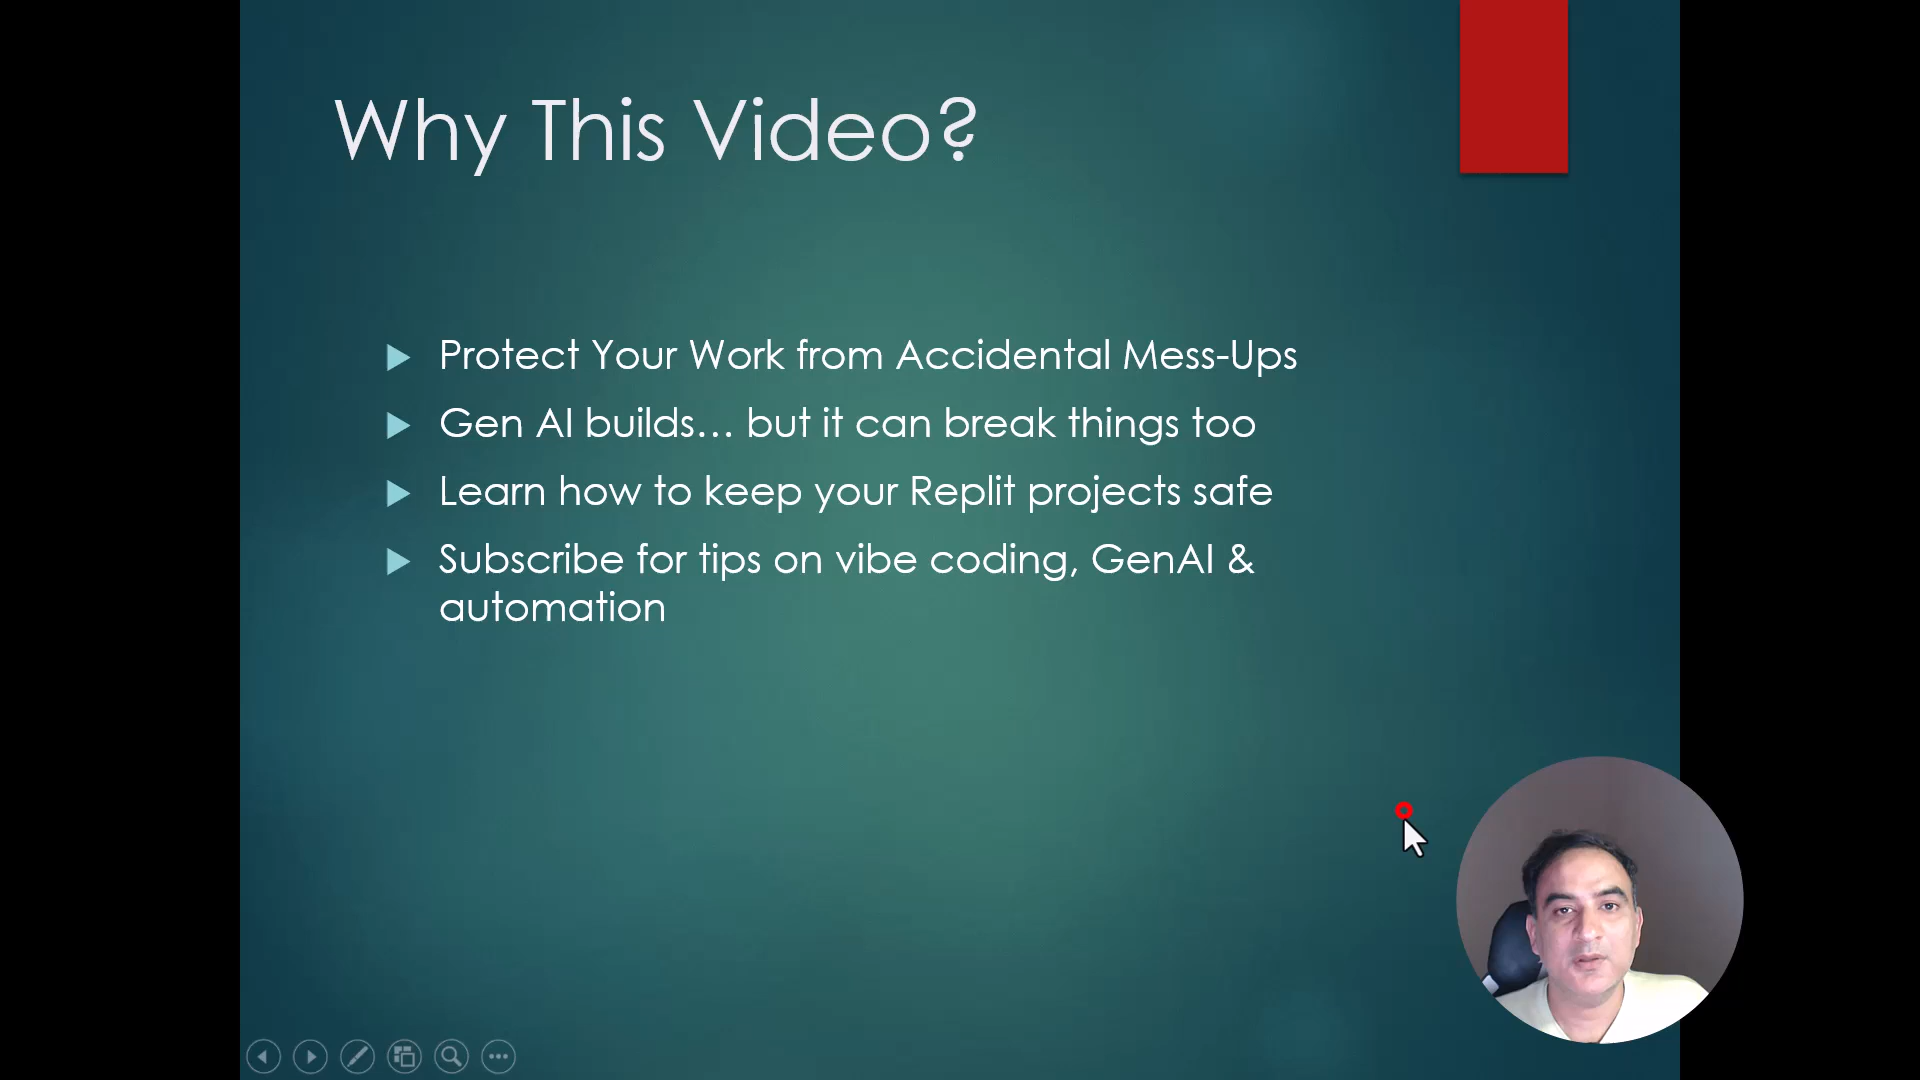 Why This Video?
Protect Your Work from Accidental Mess-Ups
Gen AI builds... but it can break things too
Learn how to keep your Replit projects safe
Subscribe for tips on vibe coding, GenAI &
automation